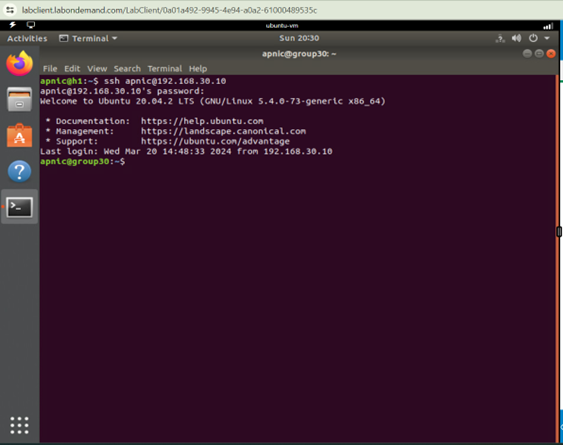 labclient.labondemand.com/LabClient/0a01a492-9945-4e94-a0a2-61000489535c
ubuntu-vm
Activities Terminal Sun 20:30
apnic@group30: ~
File Edit View Search Terminal Help
apnic@h1:~$ ssh apnic@192.168.30.10
apnic@192.168.30.10's password:
Welcome to Ubuntu 20.04.2 LTS (GNU/Linux 5.4.0-73-generic x86_64)
* Documentation: https://help.ubuntu.com
* Management: https://landscape.canonical.com
* Support: https://ubuntu.com/advantage
Last login: Wed Mar 20 14:48:33 2024 from 192.168.30.10
apnic@group30:~$